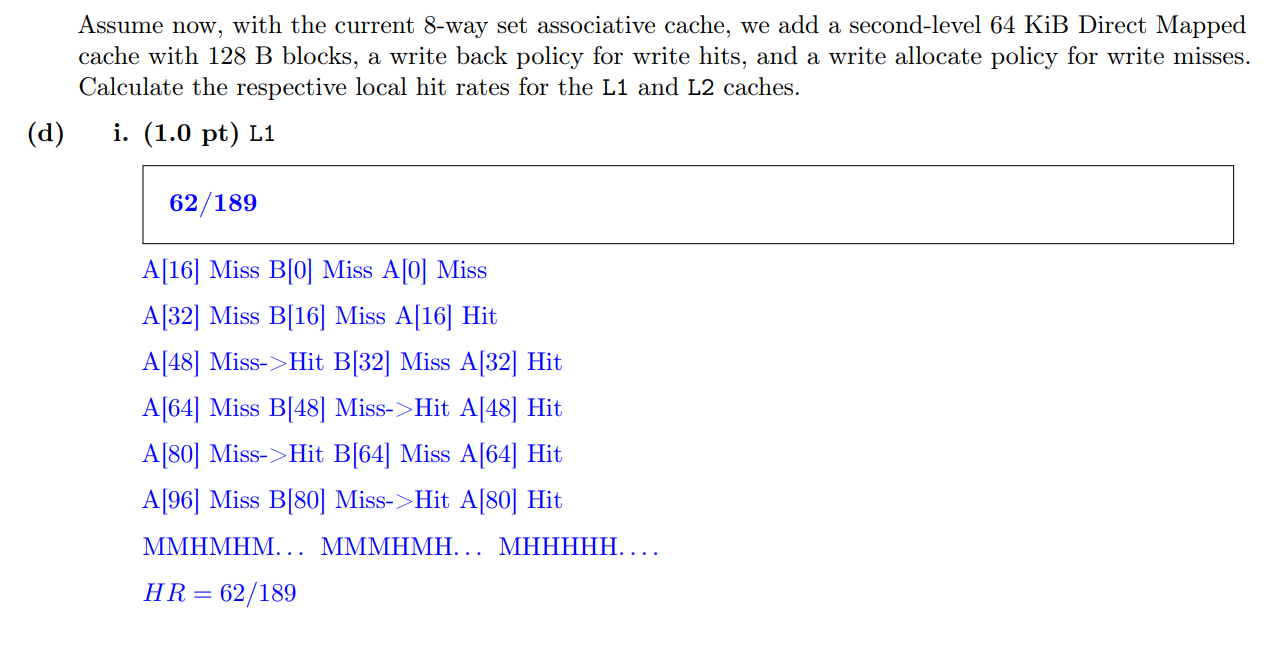 Assume now, with the current 8-way set associative cache, we add a second-level 64 KiB Direct Mapped
cache with 128 B blocks, a write back policy for write hits, and a write allocate policy for write misses.
Calculate the respective local hit rates for the L1 and L2 caches.
(d) i. (1.0 pt) L1
62/189
A[16] Miss B[0] Miss A[0] Miss
A[32] Miss B[16] Miss A[16] Hit
A[48] Miss->Hit B[32] Miss A[32] Hit
A[64] Miss B[48] Miss->Hit A[48] Hit
A[80] Miss->Hit B[64] Miss A[64] Hit
A[96] Miss B[80] Miss->Hit A[80] Hit
MMHMHM... MMMHMH... MHHHHH....
HR = 62/189